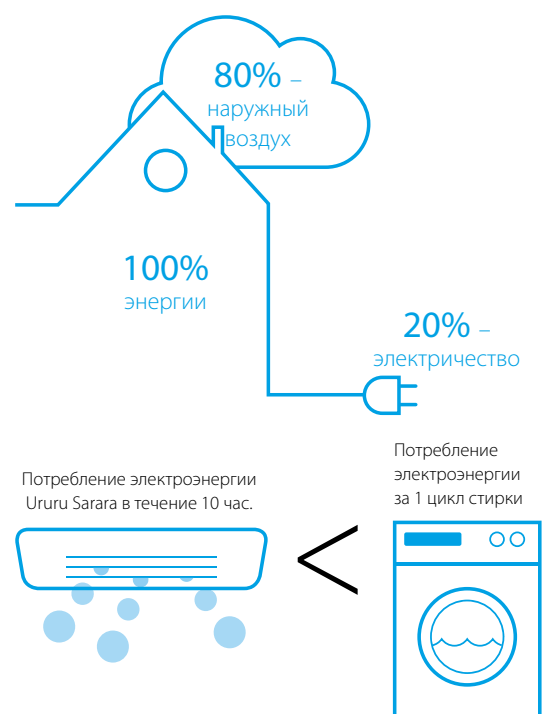 80% –
наружный
воздух
100%
энергии
20% –
электричество
Потребление электроэнергии
Ururu Sarara в течение 10 час.
<
Потребление
электроэнергии
за 1 цикл стирки